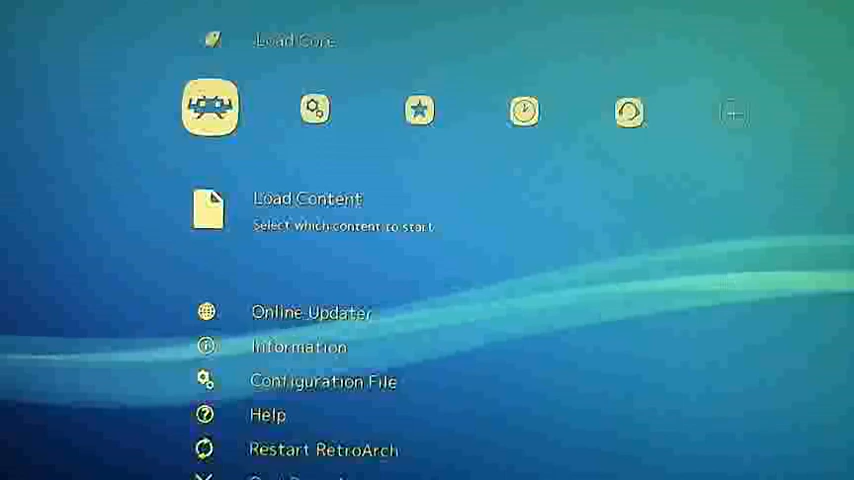 Load Core
Load Content
Select which content to start.
Online Updater
Information
Configuration File
Help
Restart RetroArch